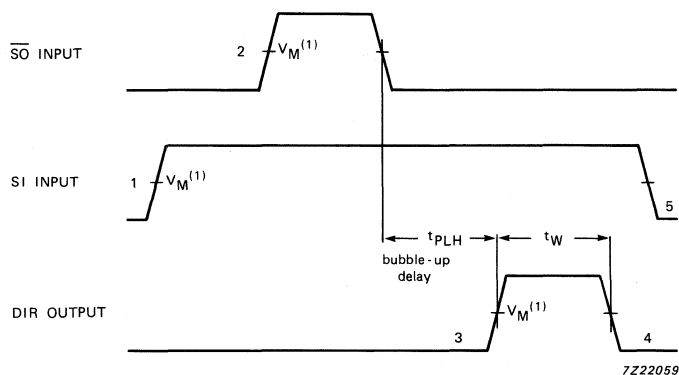 SO INPUT
2
VM(1)
SI INPUT
1
VM(1)
5
tPLH
tW
bubble-up
delay
DIR OUTPUT
3
VM(1)
4
7Z22059